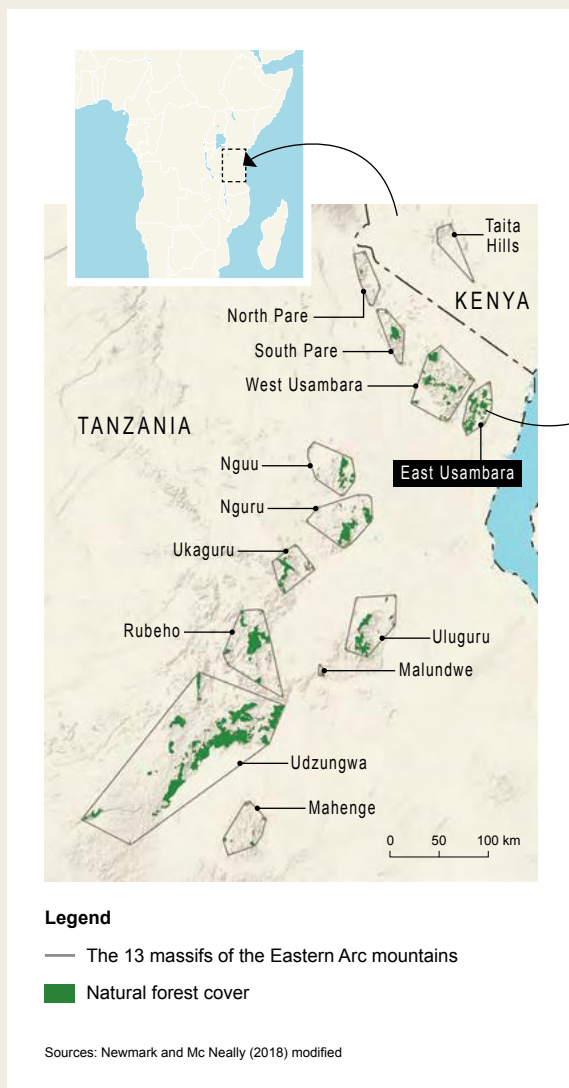 Taita
Hills
KENYA
North Pare
South Pare
West Usambara
TANZANIA
East Usambara
Nguu
Nguru
Ukaguru
Rubeho
Uluguru
Malundwe
Udzungwa
Mahenge
0 50 100 km
Legend
The 13 massifs of the Eastern Arc mountains
Natural forest cover
Sources: Newmark and Mc Neally (2018) modified